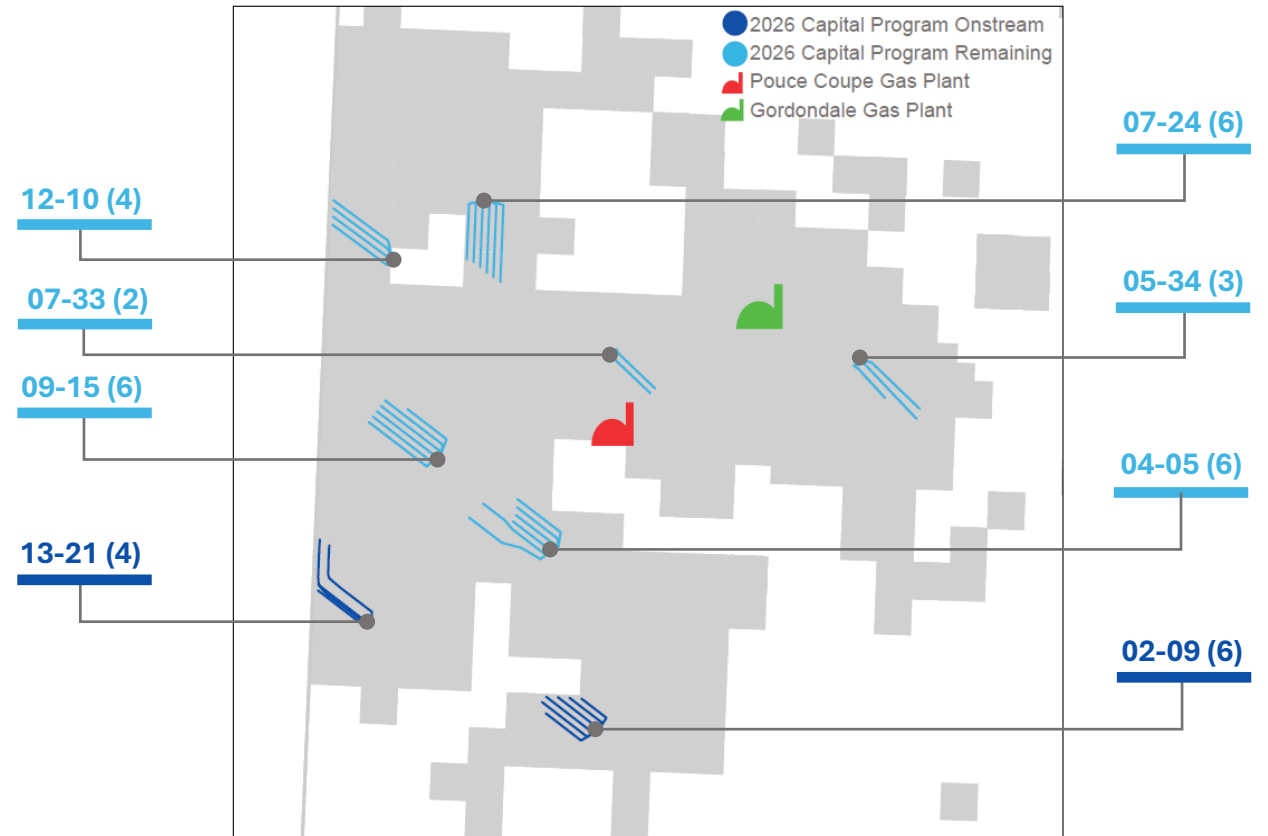 2026 Capital Program Onstream
2026 Capital Program Remaining
Pouce Coupe Gas Plant
Gordondale Gas Plant
07-24 (6)
12-10 (4)
05-34 (3)
07-33 (2)
09-15 (6)
04-05 (6)
13-21 (4)
02-09 (6)